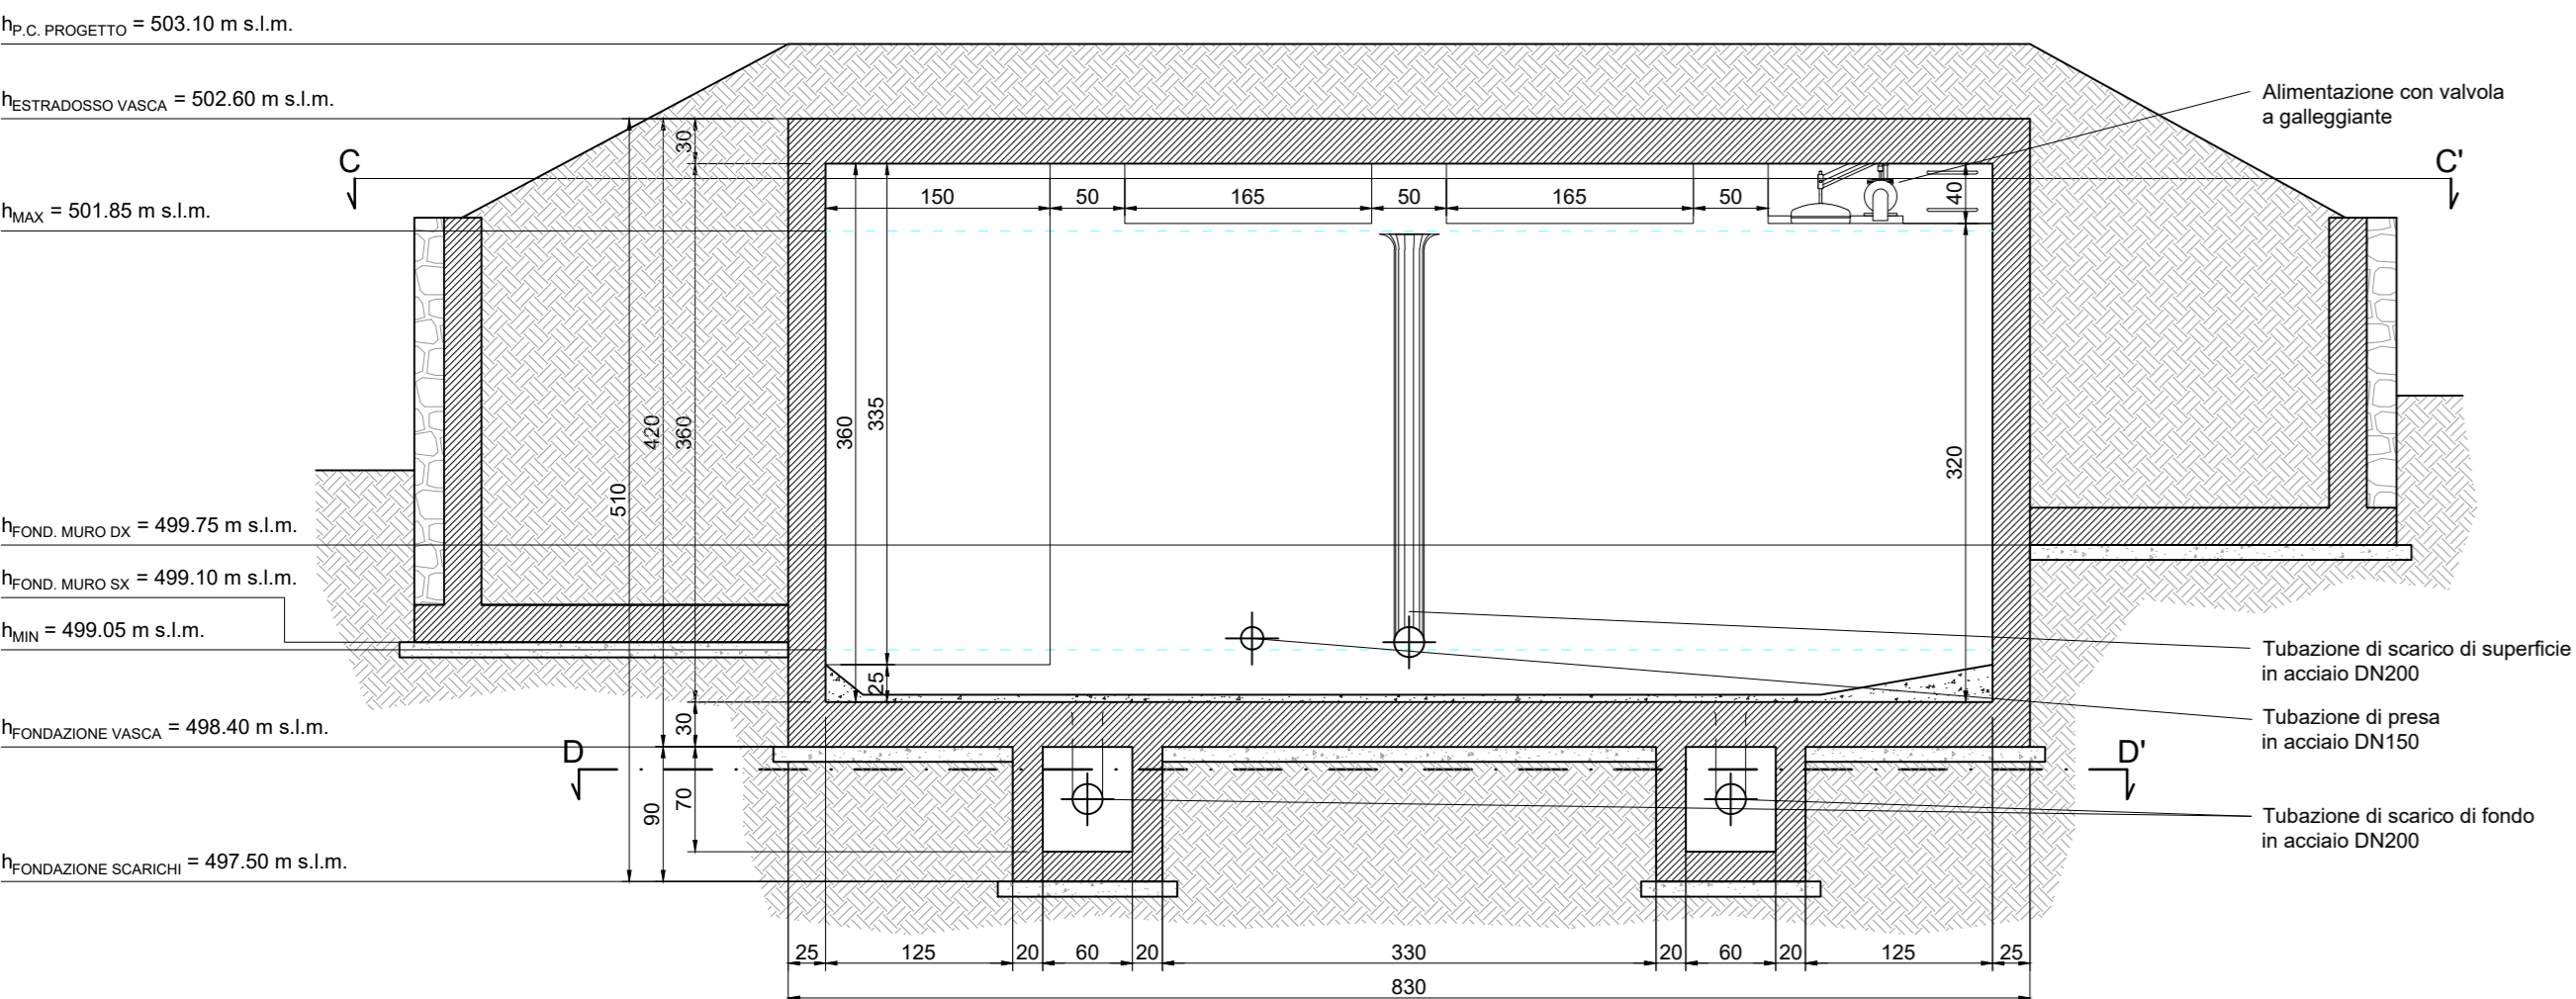 hP.C. PROGETTO = 503.10 m s.l.m.
hESTRADOSSO VASCA = 502.60 m s.l.m.
Alimentazione con valvola
a galleggiante
30
C
C'
150
50
165
50
165
50
40
hMAX = 501.85 m s.l.m.
510
420
360
360
335
320
hFOND. MURO DX = 499.75 m s.l.m.
hFOND. MURO SX = 499.10 m s.l.m.
hMIN = 499.05 m s.l.m.
Tubazione di scarico di superficie
in acciaio DN200
25
30
Tubazione di presa
in acciaio DN150
hFONDAZIONE VASCA = 498.40 m s.l.m.
D
D'
90
70
Tubazione di scarico di fondo
in acciaio DN200
hFONDAZIONE SCARICHI = 497.50 m s.l.m.
25
125
20
60
20
330
20
60
20
125
25
830